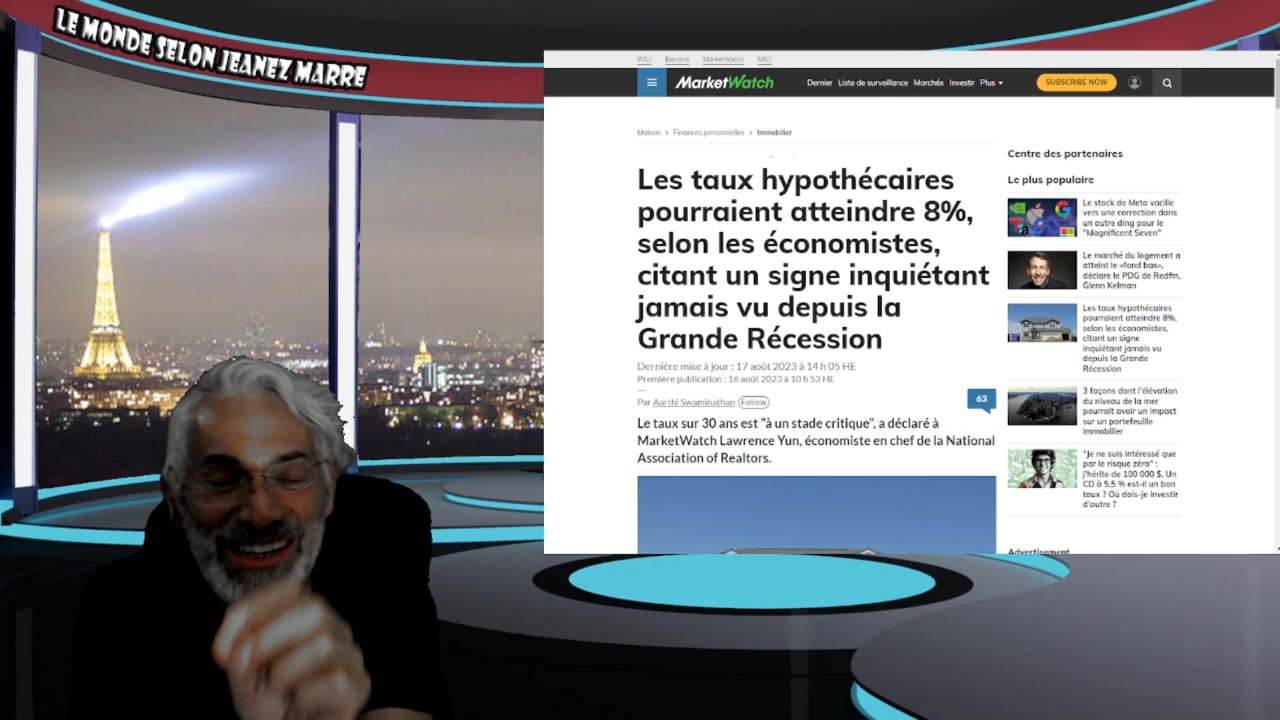 LE MONDE SELON JEANEZ MARRE
WSJ Barrons MarketWatch MICI
MarketWatch Dernier Liste de surveillance Marchés Investir Plus SUBSCRIBE NOW
Maison > Finances personnelles > Immobilier
Les taux hypothécaires
pourraient atteindre 8%,
selon les économistes,
citant un signe inquiétant
jamais vu depuis la
Grande Récession
Dernière mise à jour : 17 août 2023 à 14 h 05 HE
Première publication : 16 août 2023 à 10 h 53 HE
Par Aarthi Swaminathan Follow
63
Le taux sur 30 ans est "à un stade critique", a déclaré à
MarketWatch Lawrence Yun, économiste en chef de la National
Association of Realtors.
Centre des partenaires
Le plus populaire
Le stock de Meta vacille
vers une correction dans
un autre ding pour le
"Magnificent Seven"
Le marché du logement a
atteint le «fond bas»,
déclare le PDG de Redfin,
Glenn Kelman
Les taux hypothécaires
pourraient atteindre 8%,
selon les économistes,
citant un signe
inquiétant jamais vu
depuis la Grande
Récession
3 façons dont l'élévation
du niveau de la mer
pourrait avoir un impact
sur un portefeuille
immobilier
"Je ne suis intéressé que
par le risque zéro" :
j'hérite de 100 000 $. Un
CD à 5,5 % est-il un bon
taux ? Où dois-je investir
d'autre ?
Advertisement